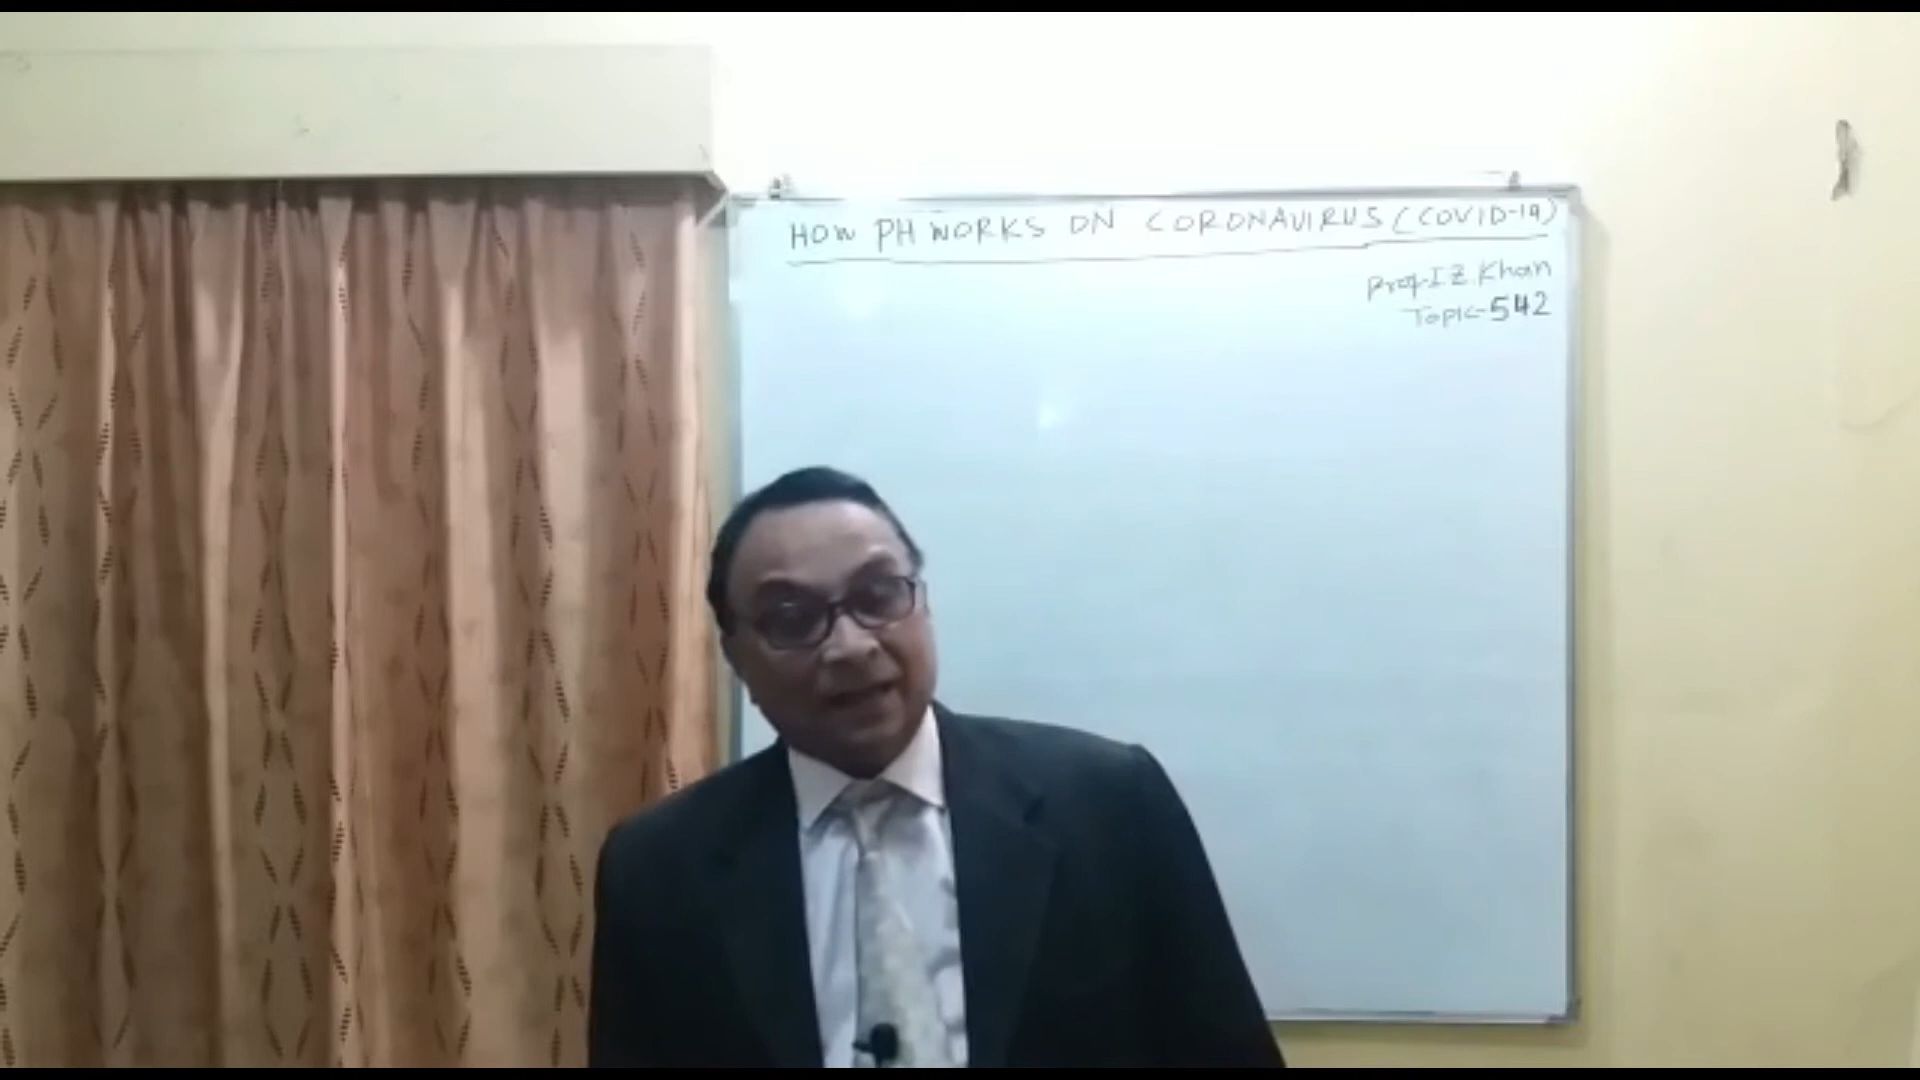 HOW PH WORKS ON CORONAVIRUS (COVID-19)
Prof. I. Z. Khan
Topic-542